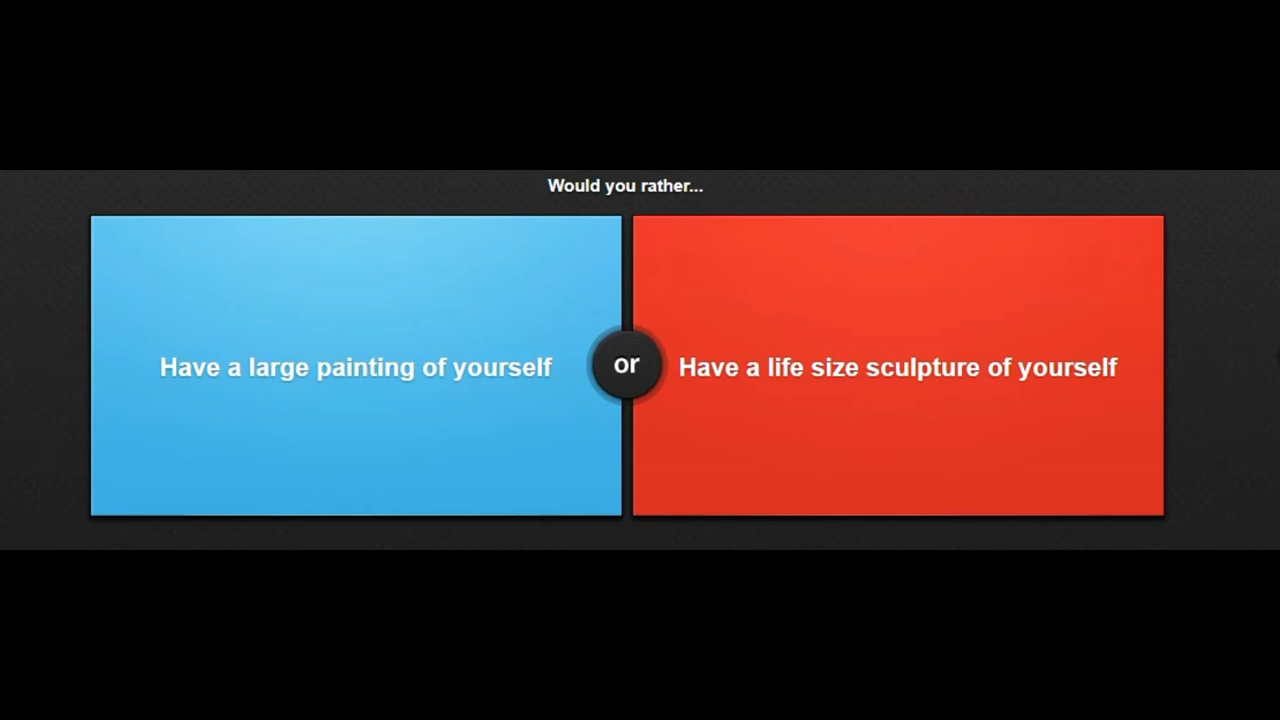 Would you rather...
Have a large painting of yourself
or
Have a life size sculpture of yourself